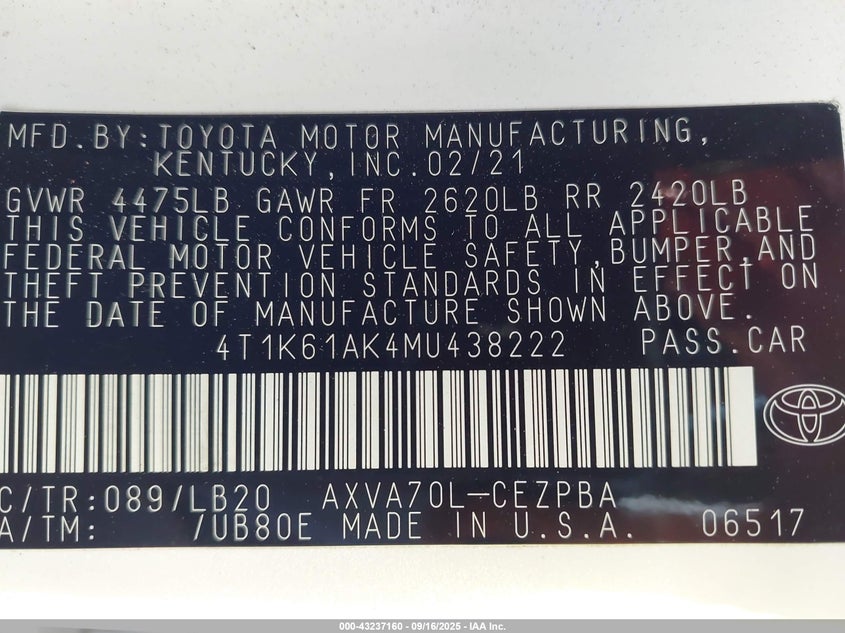 MFD.BY:TOYOTA MOTOR MANUFACTURING,
KENTUCKY,INC.02/21
GVWR 4475LB GAWR FR 2620LB RR 2420LB
THIS VEHICLE CONFORMS TO ALL APPLICABLE
FEDERAL MOTOR VEHICLE SAFETY,BUMPER,AND
THEFT PREVENTION STANDARDS IN EFFECT ON
THE DATE OF MANUFACTURE SHOWN ABOVE.
4T1K61AK4MU438222 PASS.CAR
C/TR:089/LB20 AXVA70L-CEZPBA
A/TM: /UB80E MADE IN U.S.A. 06517
000-43237160 - 09/16/2025 - IAA Inc.